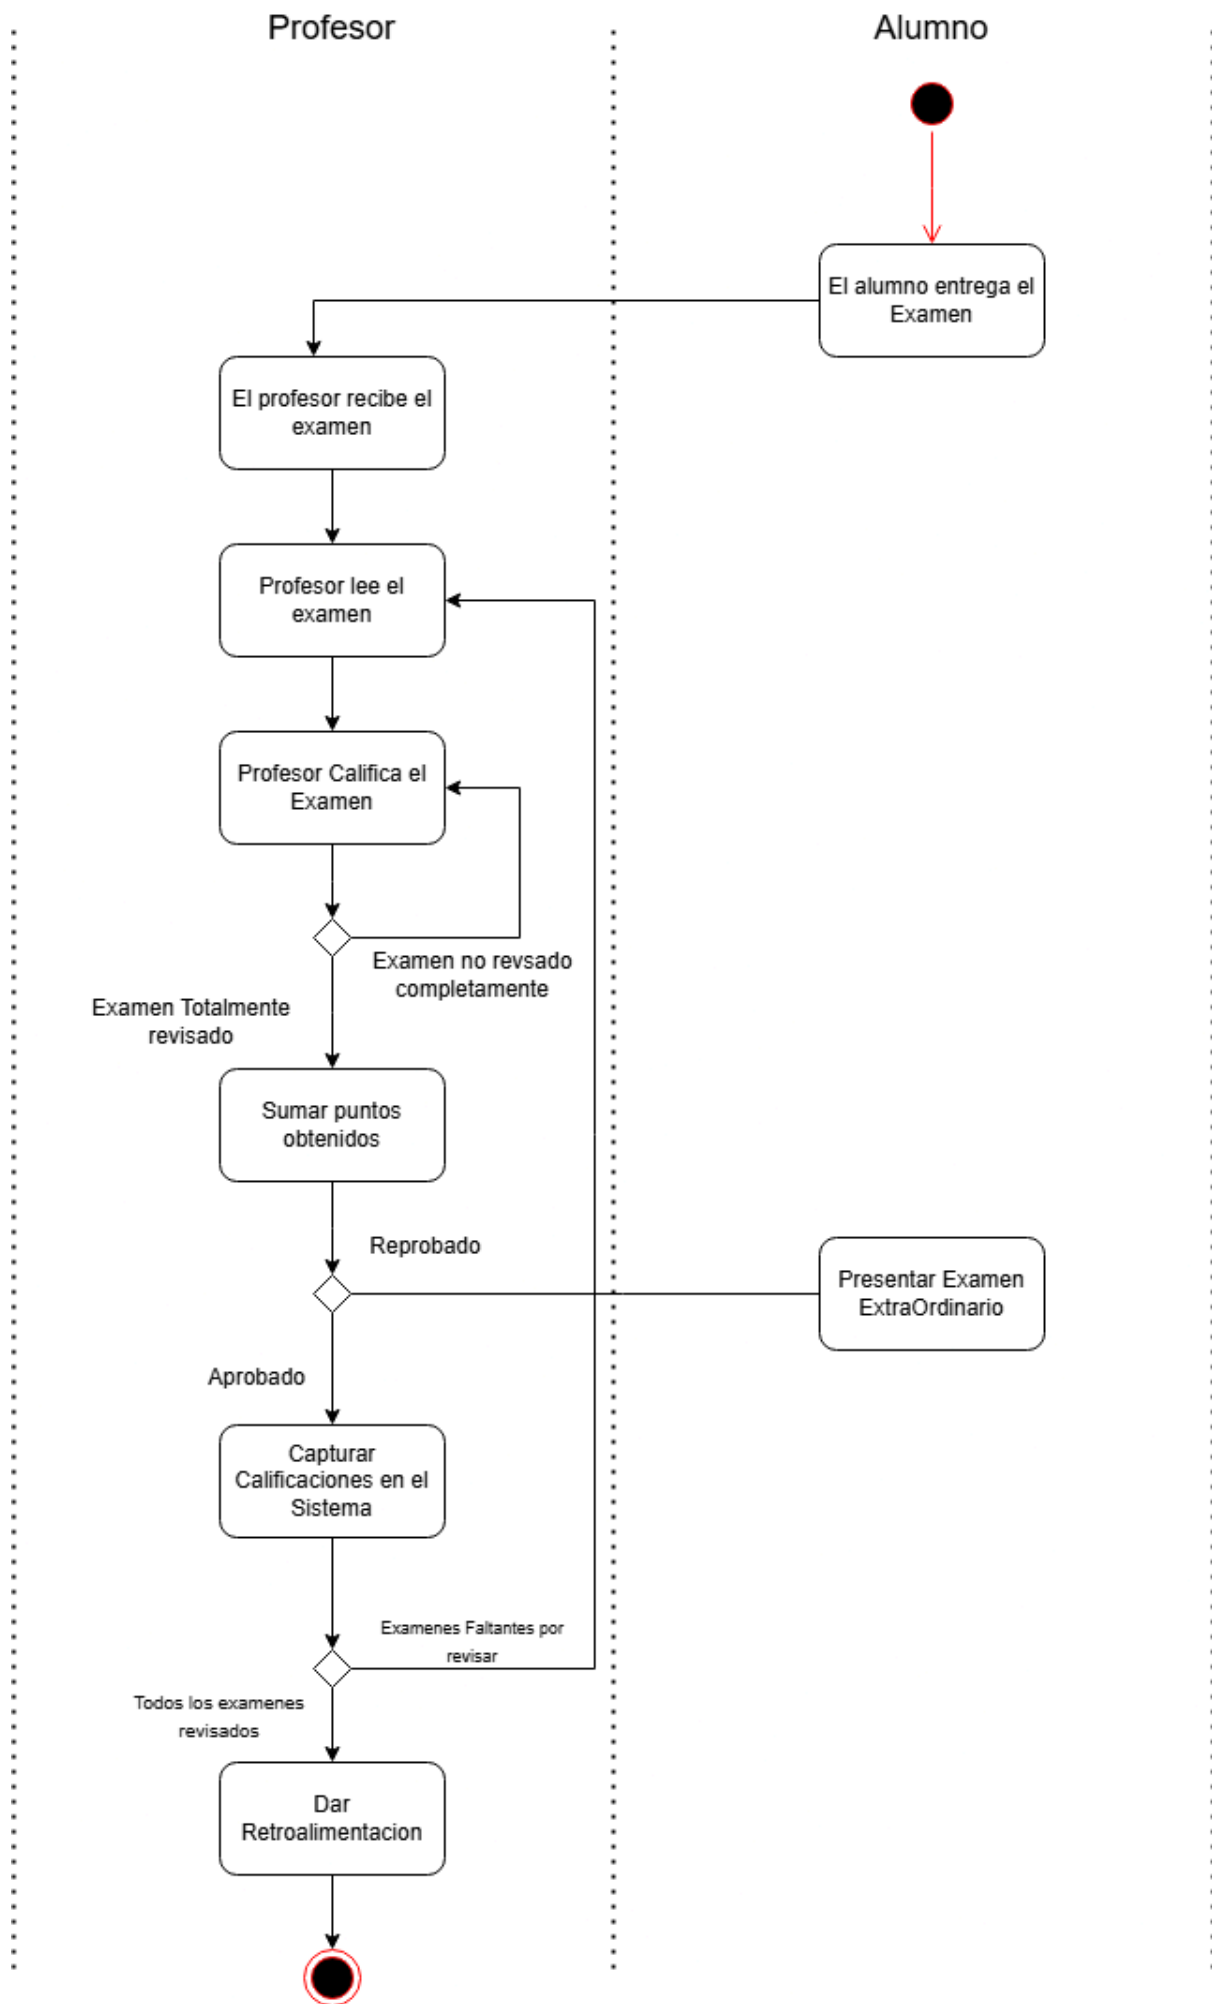 Profesor
Alumno
El alumno entrega el
Examen
El profesor recibe el
examen
Profesor lee el
examen
Profesor Califica el
Examen
Examen no revsado
completamente
Examen Totalmente
revisado
Sumar puntos
obtenidos
Reprobado
Presentar Examen
ExtraOrdinario
Aprobado
Capturar
Calificaciones en el
Sistema
Examenes Faltantes por
revisar
Todos los examenes
revisados
Dar
Retroalimentacion